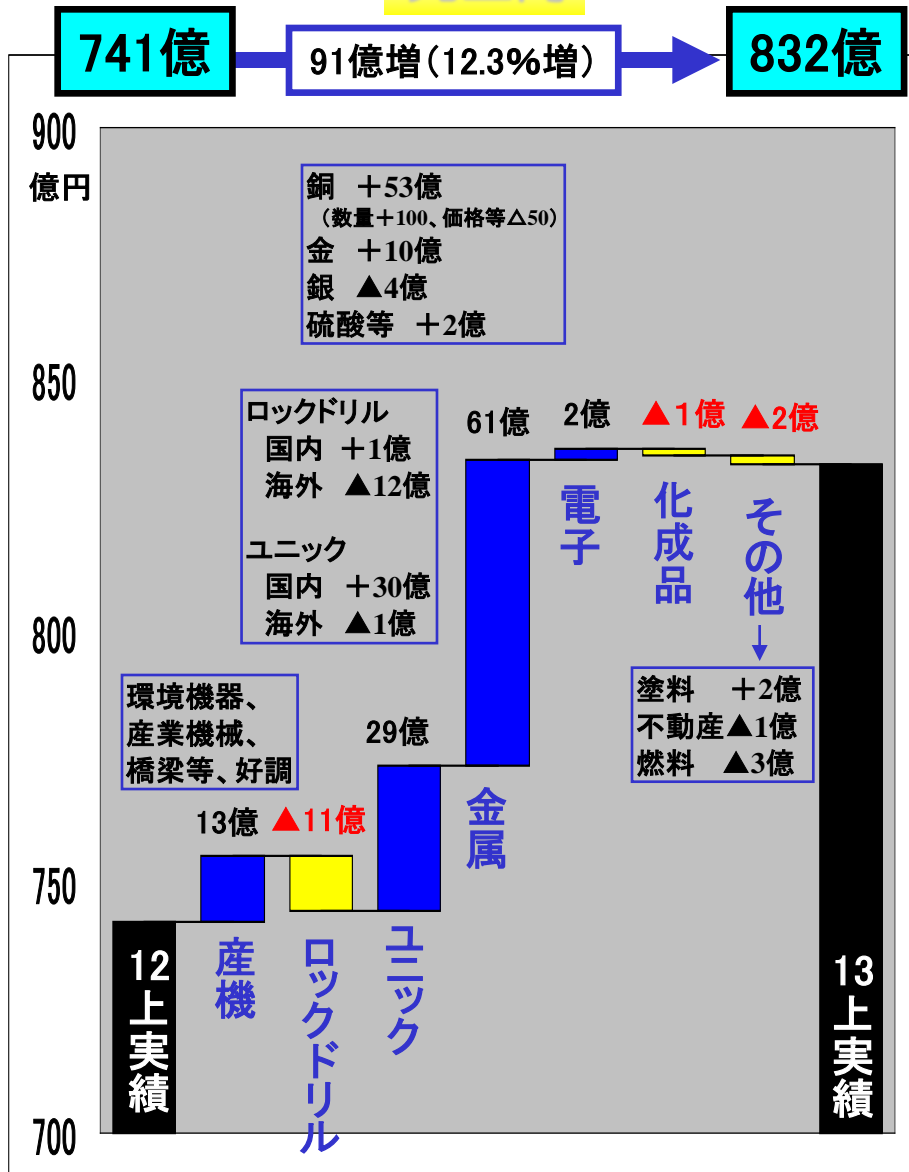 741億
91億増(12.3%増)
832億
900
億円
850
800
750
700
銅 +53億
(数量+100、価格等△50)
金 +10億
銀 ▲4億
硫酸等 +2億
ロックドリル
国内 +1億
海外 ▲12億
ユニック
国内 +30億
海外 ▲1億
環境機器、
産業機械、
橋梁等、好調
13億
▲11億
29億
61億
2億
▲1億
▲2億
12上実績
産機
ロックドリル
ユニック
金属
電子
化成品
その他
塗料 +2億
不動産▲1億
燃料 ▲3億
13上実績